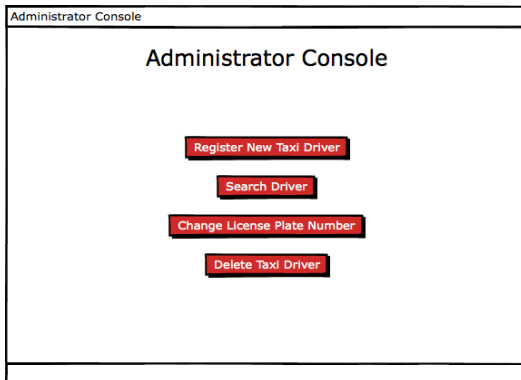 Administrator Console
Administrator Console
Register New Taxi Driver
Search Driver
Change License Plate Number
Delete Taxi Driver